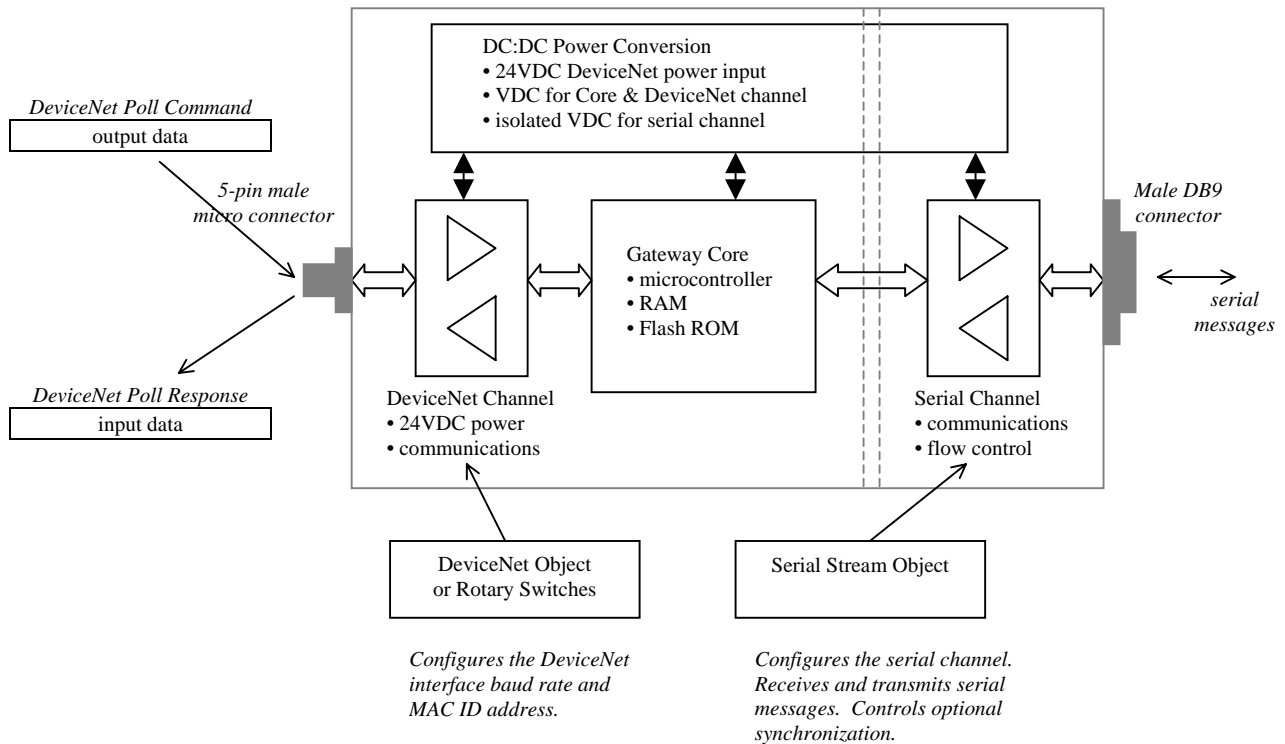 DC:DC Power Conversion
• 24VDC DeviceNet power input
• VDC for Core & DeviceNet channel
• isolated VDC for serial channel
DeviceNet Poll Command
output data
5-pin male
micro connector
Male DB9
connector
Gateway Core
• microcontroller
• RAM
• Flash ROM
serial
messages
DeviceNet Poll Response
input data
DeviceNet Channel
• 24VDC power
• communications
Serial Channel
• communications
• flow control
DeviceNet Object
or Rotary Switches
Serial Stream Object
Configures the DeviceNet
interface baud rate and
MAC ID address.
Configures the serial channel.
Receives and transmits serial
messages.  Controls optional
synchronization.